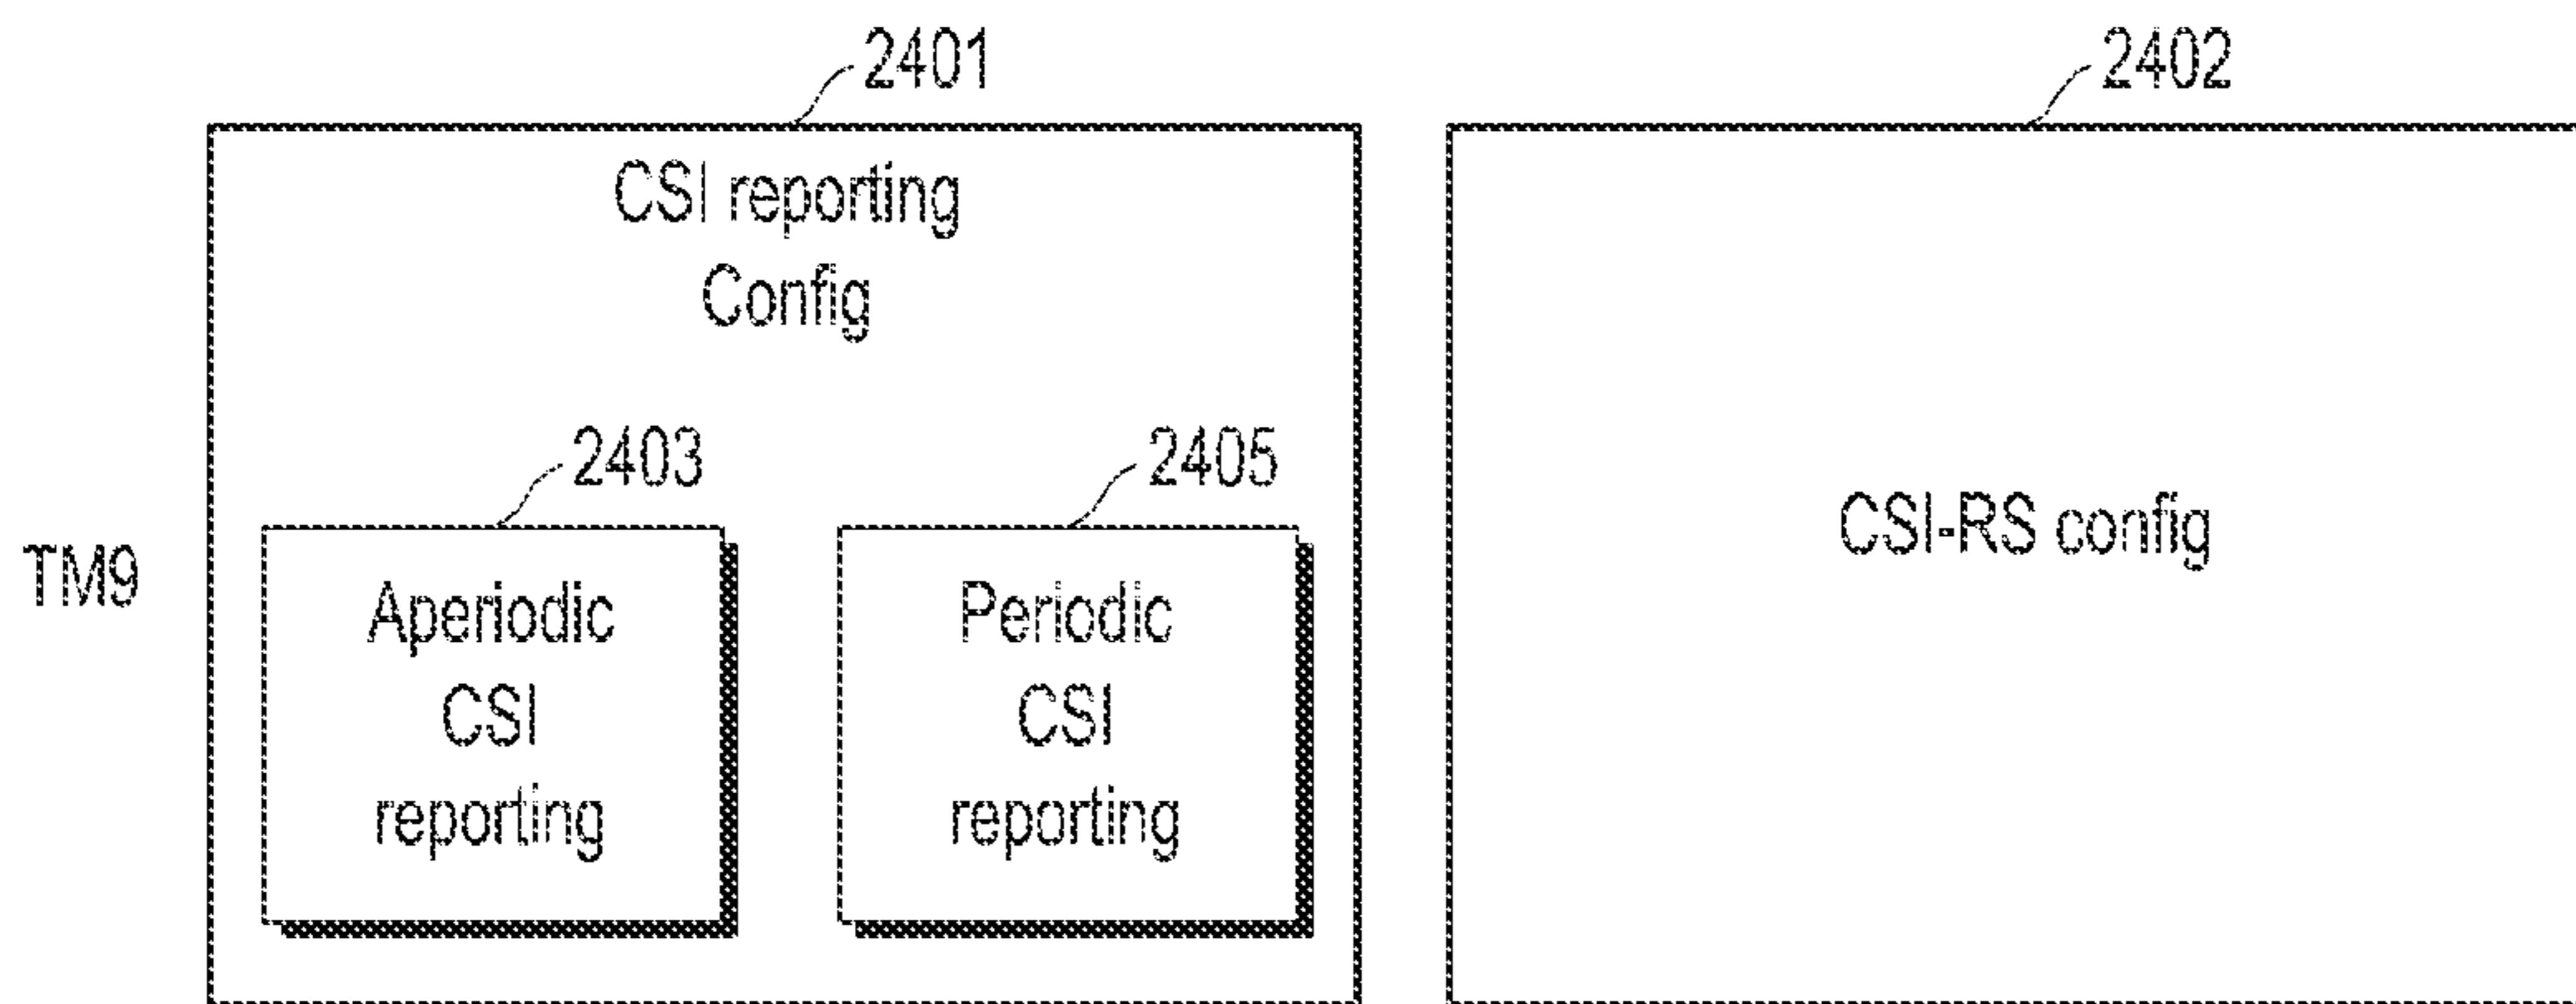 2401
2402
CSI reporting
Config
2403
2405
TM9
Aperiodic
CSI
reporting
Periodic
CSI
reporting
CSI-RS config